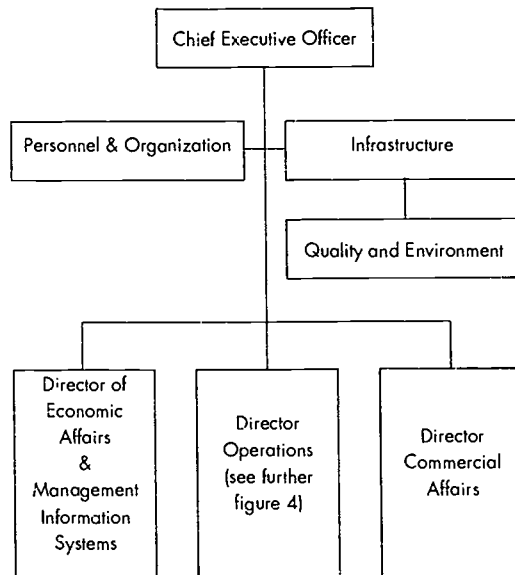 Chief Executive Officer
Personnel & Organization
Infrastructure
Quality and Environment
Director of
Economic
Affairs
&
Management
Information
Systems
Director
Operations
(see further
figure 4)
Director
Commercial
Affairs